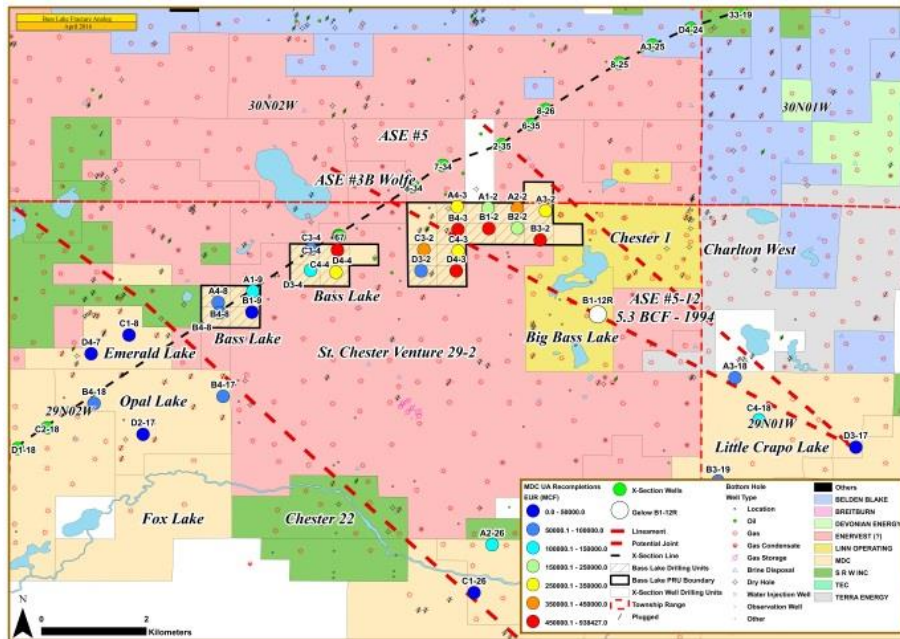 Bass Lake Fracture Analog
April 2014
33-19
D4-24
A3-25
8-25
30N02W
30N01W
8-26
6-35
ASE #5
2-35
7-34
ASE #3B Wolfe
A4-3
A1-2
A2-2
A3-2
B4-3
B1-2
B2-2
B3-2
C3-4
67
C3-2
C4-3
Chester 1
Charlton West
C3-4
C4-4
D4-4
D3-2
D4-3
D3-4
A1-9
Bass Lake
A4-8
B4-8
B1-9
B1-12R
ASE #5-12
5.3 BCF - 1994
C1-8
B4-8
Bass Lake
Big Bass Lake
D4-7
Emerald Lake
St. Chester Venture 29-2
A3-18
B4-17
B4-18
Opal Lake
29N02W
C4-18
29N01W
C2-18
D2-17
Little Crapo Lake
D3-17
D1-18
B3-19
Fox Lake
Chester 22
A2-26
C1-26
N
0
2
Kilometers
MDC UA Recompletions
EUR (MCF)
0.0 - 50000.0
50000.1 - 100000.0
100000.1 - 150000.0
150000.1 - 250000.0
250000.1 - 350000.0
350000.1 - 450000.0
450000.1 - 538427.0
X-Section Wells
Gelow B1-12R
Lineament
Potential Joint
X-Section Line
Bass Lake Drilling Units
Bass Lake PRU Boundary
X-Section Well Drilling Units
Township Range
Plugged
Bottom Hole
Well Type
Location
Oil
Gas
Gas Condensate
Gas Storage
Brine Disposal
Dry Hole
Water Injection Well
Observation Well
Other
Others
BELDEN BLAKE
BREITBURN
DEVONIAN ENERGY
ENERVEST (?)
LINN OPERATING
MDC
S R W INC
TEC
TERRA ENERGY